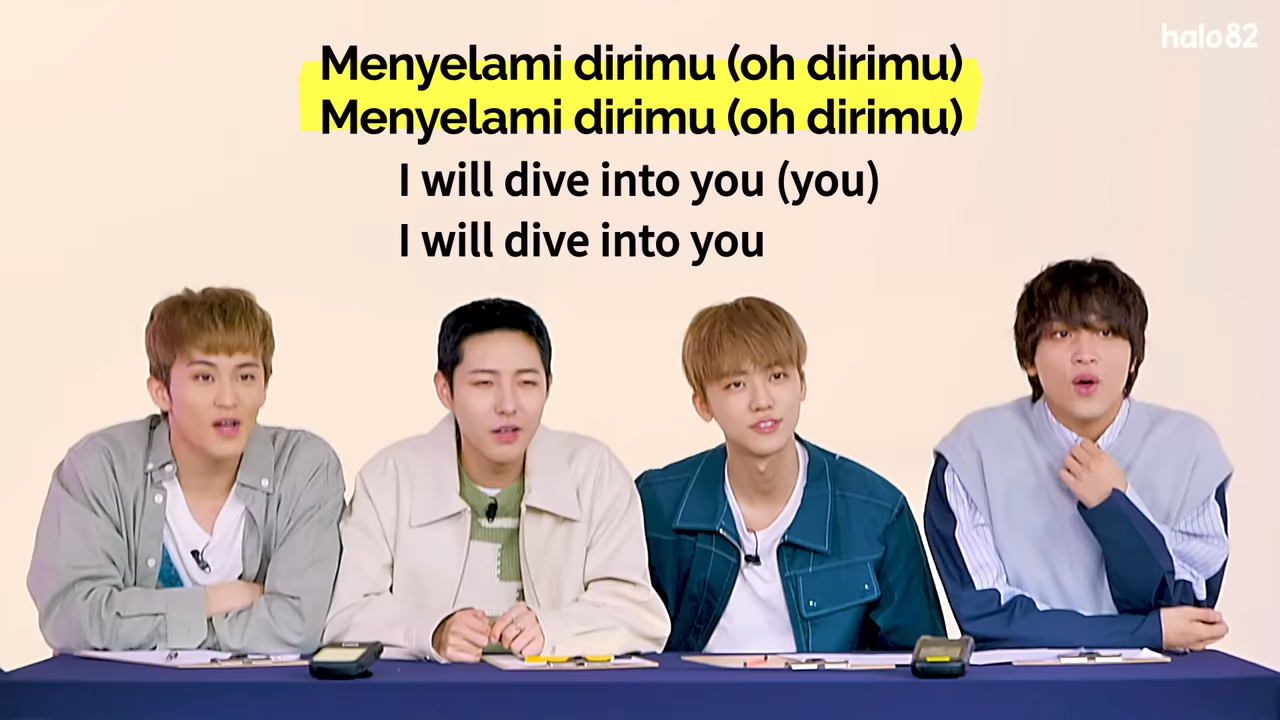 halo82
Menyelami dirimu (oh dirimu)
Menyelami dirimu (oh dirimu)
I will dive into you (you)
I will dive into you